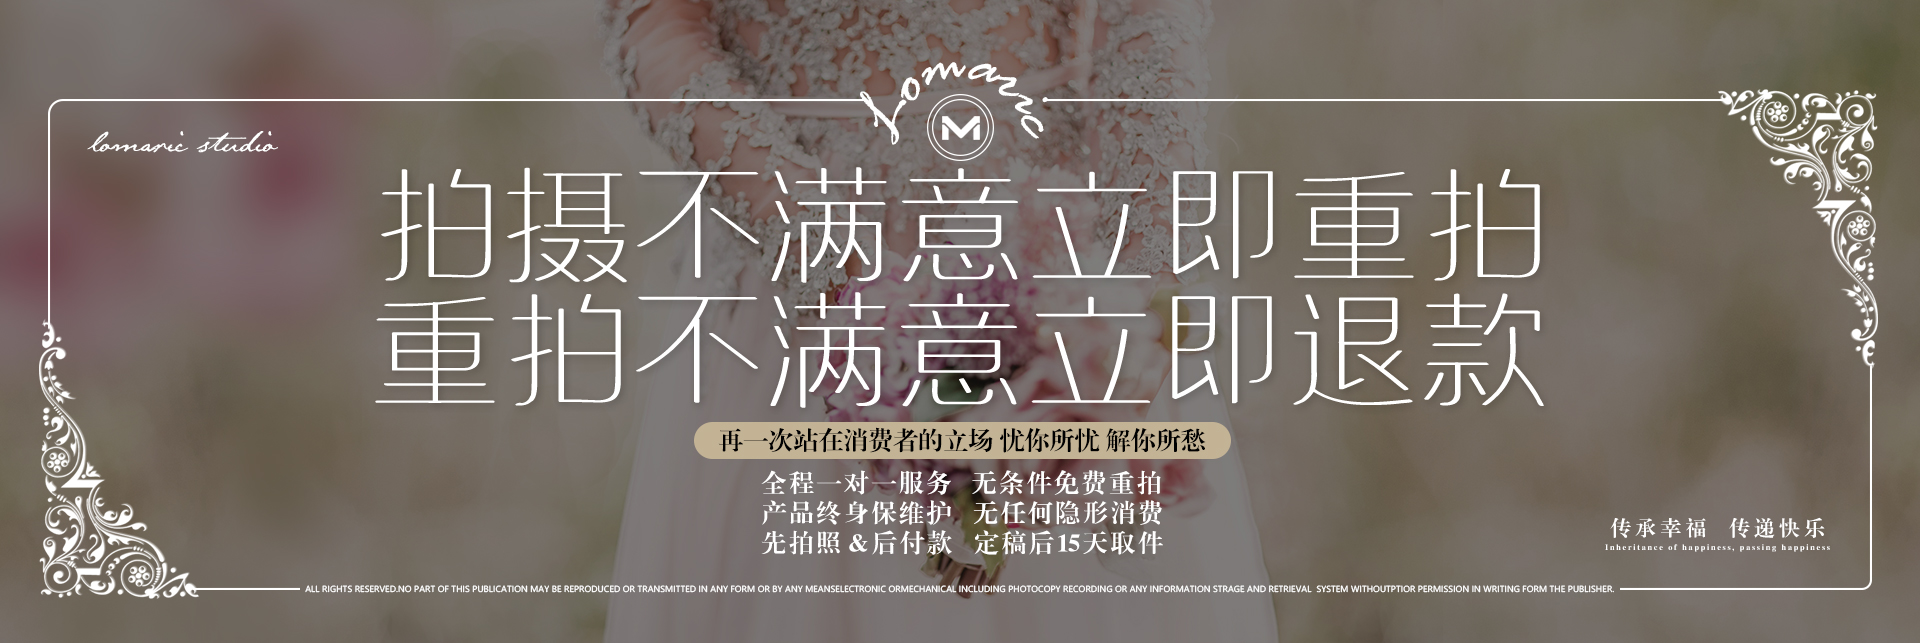 Lomaric
M
lomaric studio
拍摄不满意立即重拍
重拍不满意立即退款
再一次站在消费者的立场 忧你所忧 解你所愁
全程一对一服务 无条件免费重拍
产品终身保维护 无任何隐形消费
先拍照 & 后付款 定稿后15天取件
传承幸福 传递快乐
Inheritance of happiness, passing happiness
ALL RIGHTS RESERVED.NO PART OF THIS PUBLICATION MAY BE REPRODUCED OR TRANSMITTED IN ANY FORM OR BY ANY MEANSELECTRONIC ORMECHANICAL INCLUDING PHOTOCOPY RECORDING OR ANY INFORMATION STRAGE AND RETRIEVAL SYSTEM WITHOUTPTIOR PERMISSION IN WRITING FORM THE PUBLISHER.